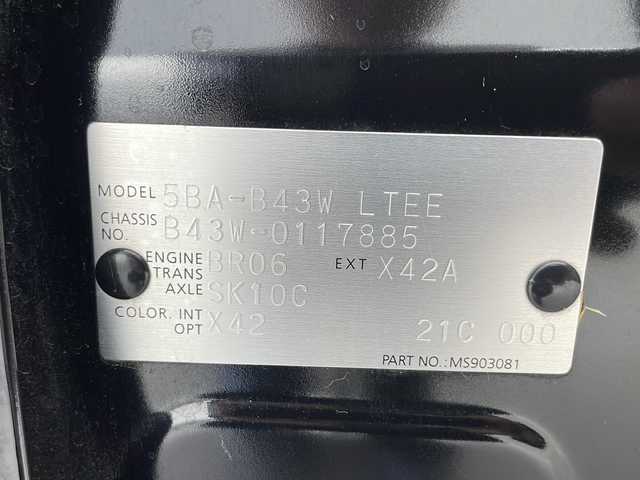 MODEL 5BA-B43W LTEE
CHASSIS NO. B43W-0117885
ENGINE BR06 EXT X42A
TRANS AXLE SK10C
COLOR. INT OPT X42 21C 000
PART NO.: MS903081